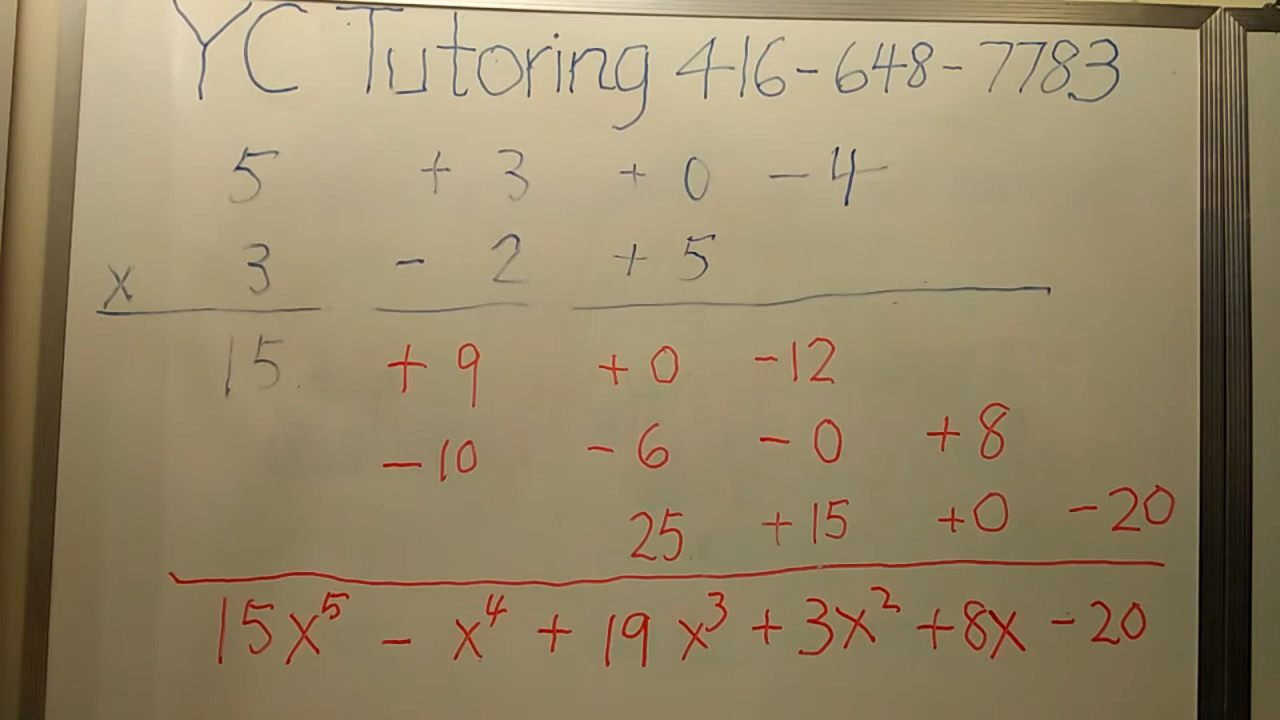 YC Tutoring 416-648-7783
5 + 3 + 0 - 4
x 3 - 2 + 5
15 + 9 + 0 - 12
- 10 - 6 - 0 + 8
25 + 15 + 0 - 20
15x⁵ - x⁴ + 19x³ + 3x² + 8x - 20